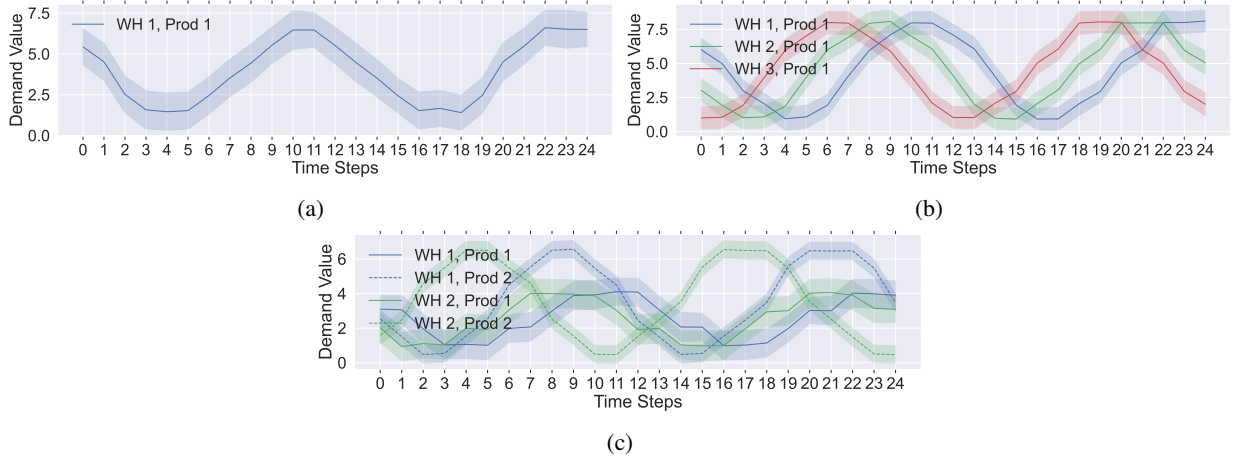 7.5
5.0
2.5
0.0
Demand Value
WH 1, Prod 1
0 1 2 3 4 5 6 7 8 9 10 11 12 13 14 15 16 17 18 19 20 21 22 23 24
Time Steps
(a)
7.5
5.0
2.5
0.0
Demand Value
WH 1, Prod 1
WH 2, Prod 1
WH 3, Prod 1
0 1 2 3 4 5 6 7 8 9 10 11 12 13 14 15 16 17 18 19 20 21 22 23 24
Time Steps
(b)
6
4
2
0
Demand Value
WH 1, Prod 1
WH 1, Prod 2
WH 2, Prod 1
WH 2, Prod 2
0 1 2 3 4 5 6 7 8 9 10 11 12 13 14 15 16 17 18 19 20 21 22 23 24
Time Steps
(c)